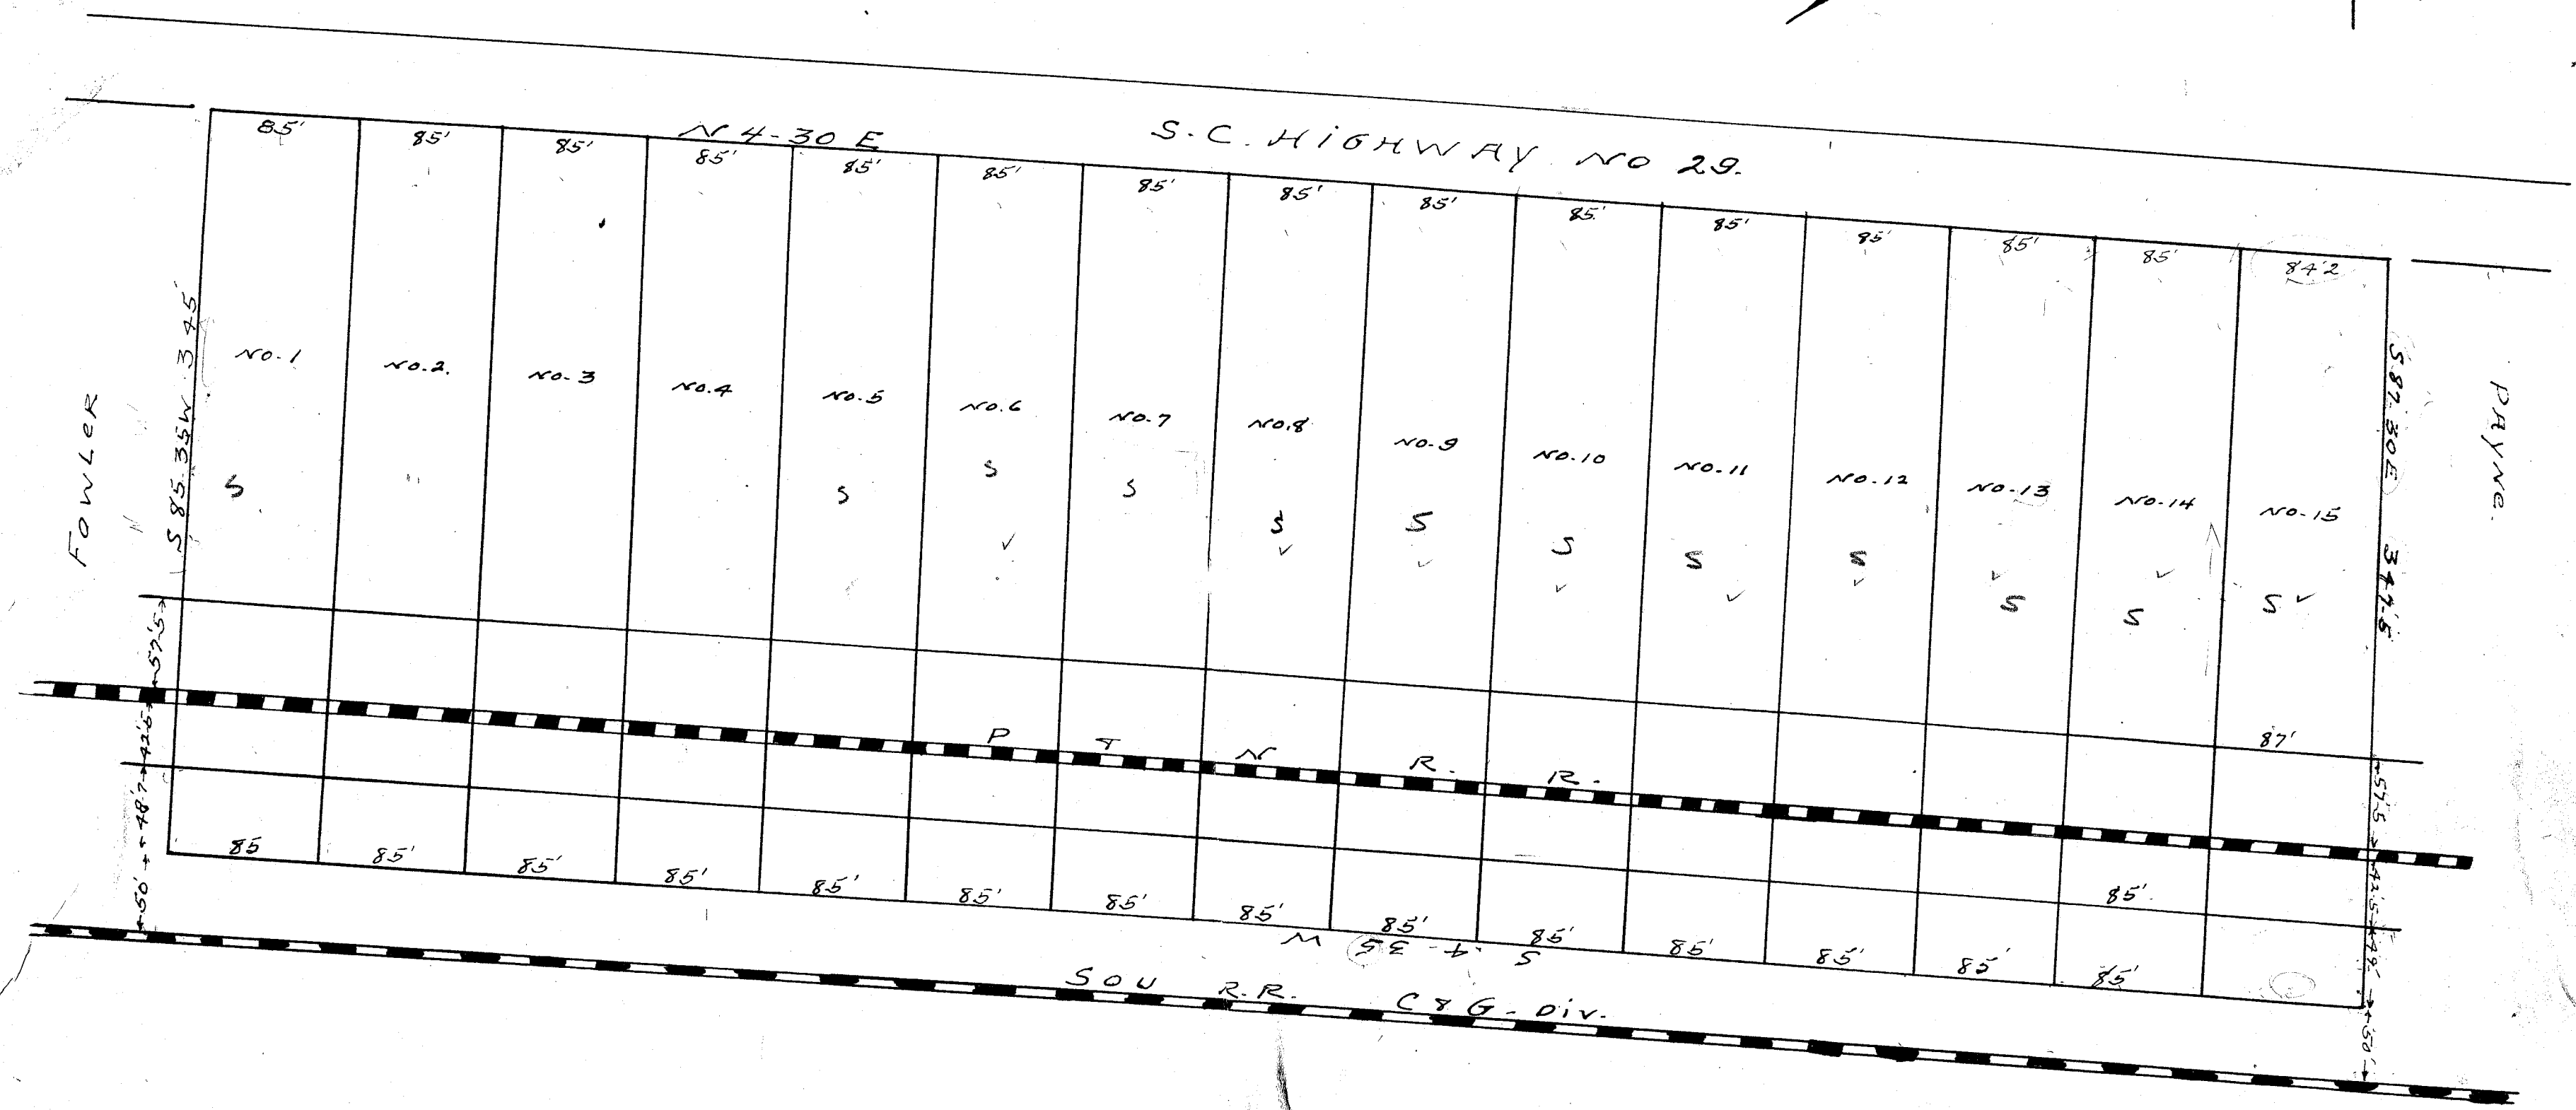 S.C. HiGHWAY NO 29.
N 4-30 E
85' 85' 85' 85' 85' 85' 85' 85' 85' 85' 85' 85' 85' 85' 84'2
FOWLER
S 85-35W 345'
NO-1 NO.2. NO-3 NO.4 NO.5 NO.6 NO.7 NO.8 NO-9 NO-10 NO-11 NO-12 NO-13 NO-14 NO-15
S S S S S S S S S S S S
S 87-30E 347.5
PAYNE.
57'.5
42'.5
48'.7
50'
P T N R. R.
87'
85'.
57'.5
42'.5
50'
85 85' 85' 85' 85' 85' 85' 85' 85' 85' 85' 85' 85' 85'
S 4-35 W
SOU R.R. C & G - Div.